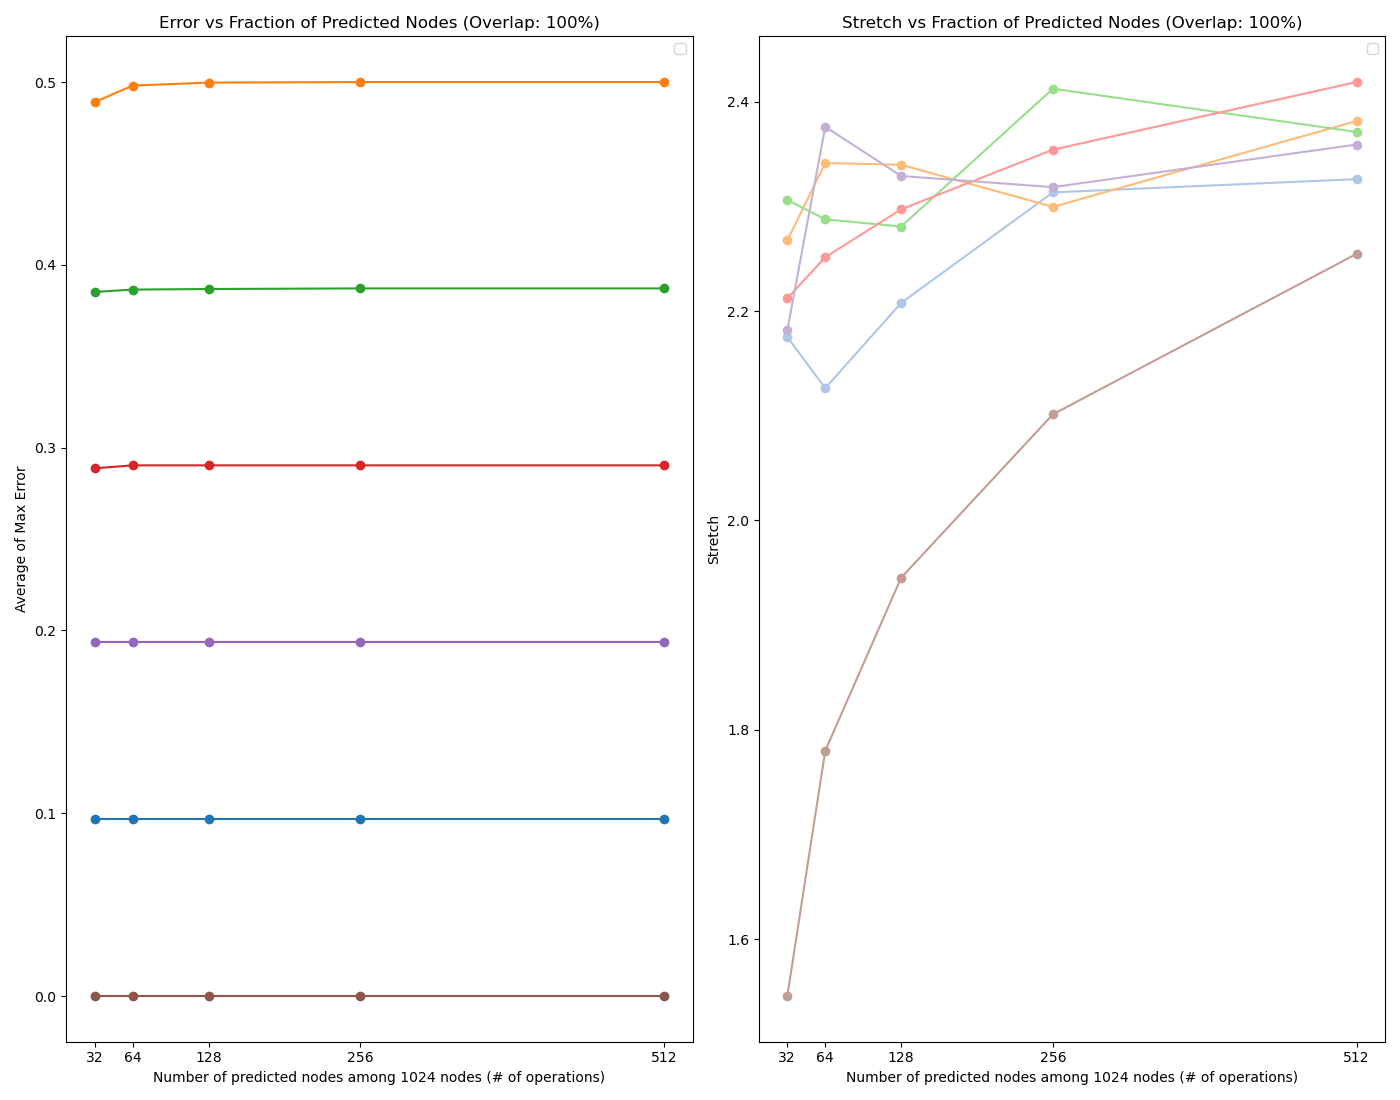 Error vs Fraction of Predicted Nodes (Overlap: 100%)
0.5
0.4
0.3
0.2
0.1
0.0
Average of Max Error
32 64 128 256 512
Number of predicted nodes among 1024 nodes (# of operations)
Stretch vs Fraction of Predicted Nodes (Overlap: 100%)
2.4
2.2
2.0
1.8
1.6
Stretch
32 64 128 256 512
Number of predicted nodes among 1024 nodes (# of operations)